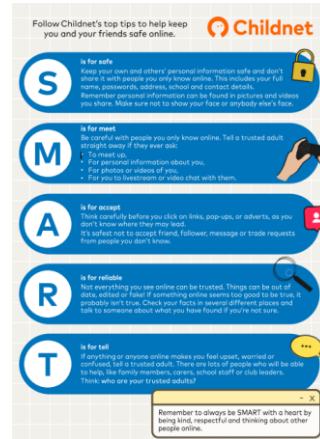 Follow Childnet's top tips to help keep
you and your friends safe online.
Childnet
S
is for safe
Keep your own and others' personal information safe and don't
share it with people you only know online. This includes your full
name, passwords, address, school and contact details.
Remember personal information can be found in pictures and videos
you share. Make sure not to show your face or anybody else's face.
M
is for meet
Be careful with people you only know online. Tell a trusted adult
straight away if they ever ask:
• To meet up,
• For personal information about you,
• For photos or videos of you,
• For you to livestream or video chat with them.
A
is for accept
Think carefully before you click on links, pop-ups, or adverts, as you
don't know where they may lead.
It's safest not to accept friend, follower, message or trade requests
from people you don't know.
R
is for reliable
Not everything you see online can be trusted. Things can be out of
date, edited or fake! If something online seems too good to be true, it
probably isn't true. Check your facts in several different places and
talk to someone about what you have found if you're not sure.
T
is for tell
If anything or anyone online makes you feel upset, worried or
confused, tell a trusted adult. There are lots of people who will be able
to help, like family members, carers, school staff or club leaders.
Think: who are your trusted adults?
- X
Remember to always be SMART with a heart by
being kind, respectful and thinking about other
people online.